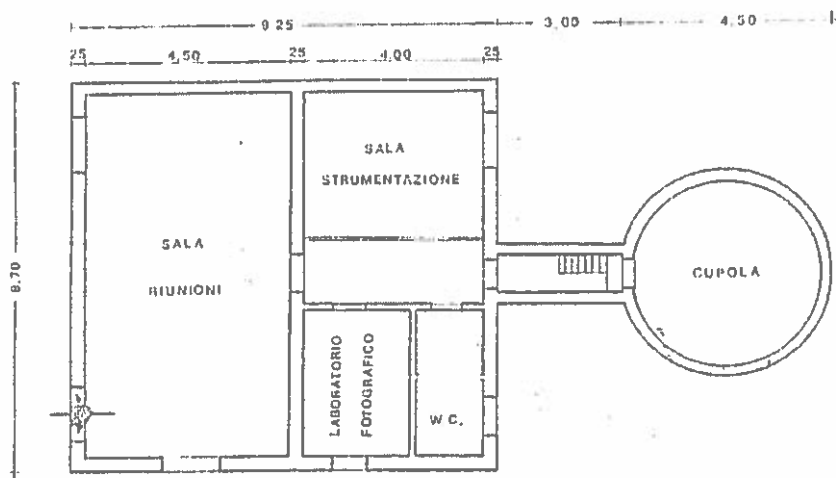 9.25 3,00 4,50
25 4,50 25 4,00 25
8,70
SALA
STRUMENTAZIONE
SALA
RIUNIONI
CUPOLA
LABORATORIO
FOTOGRAFICO
W.C.